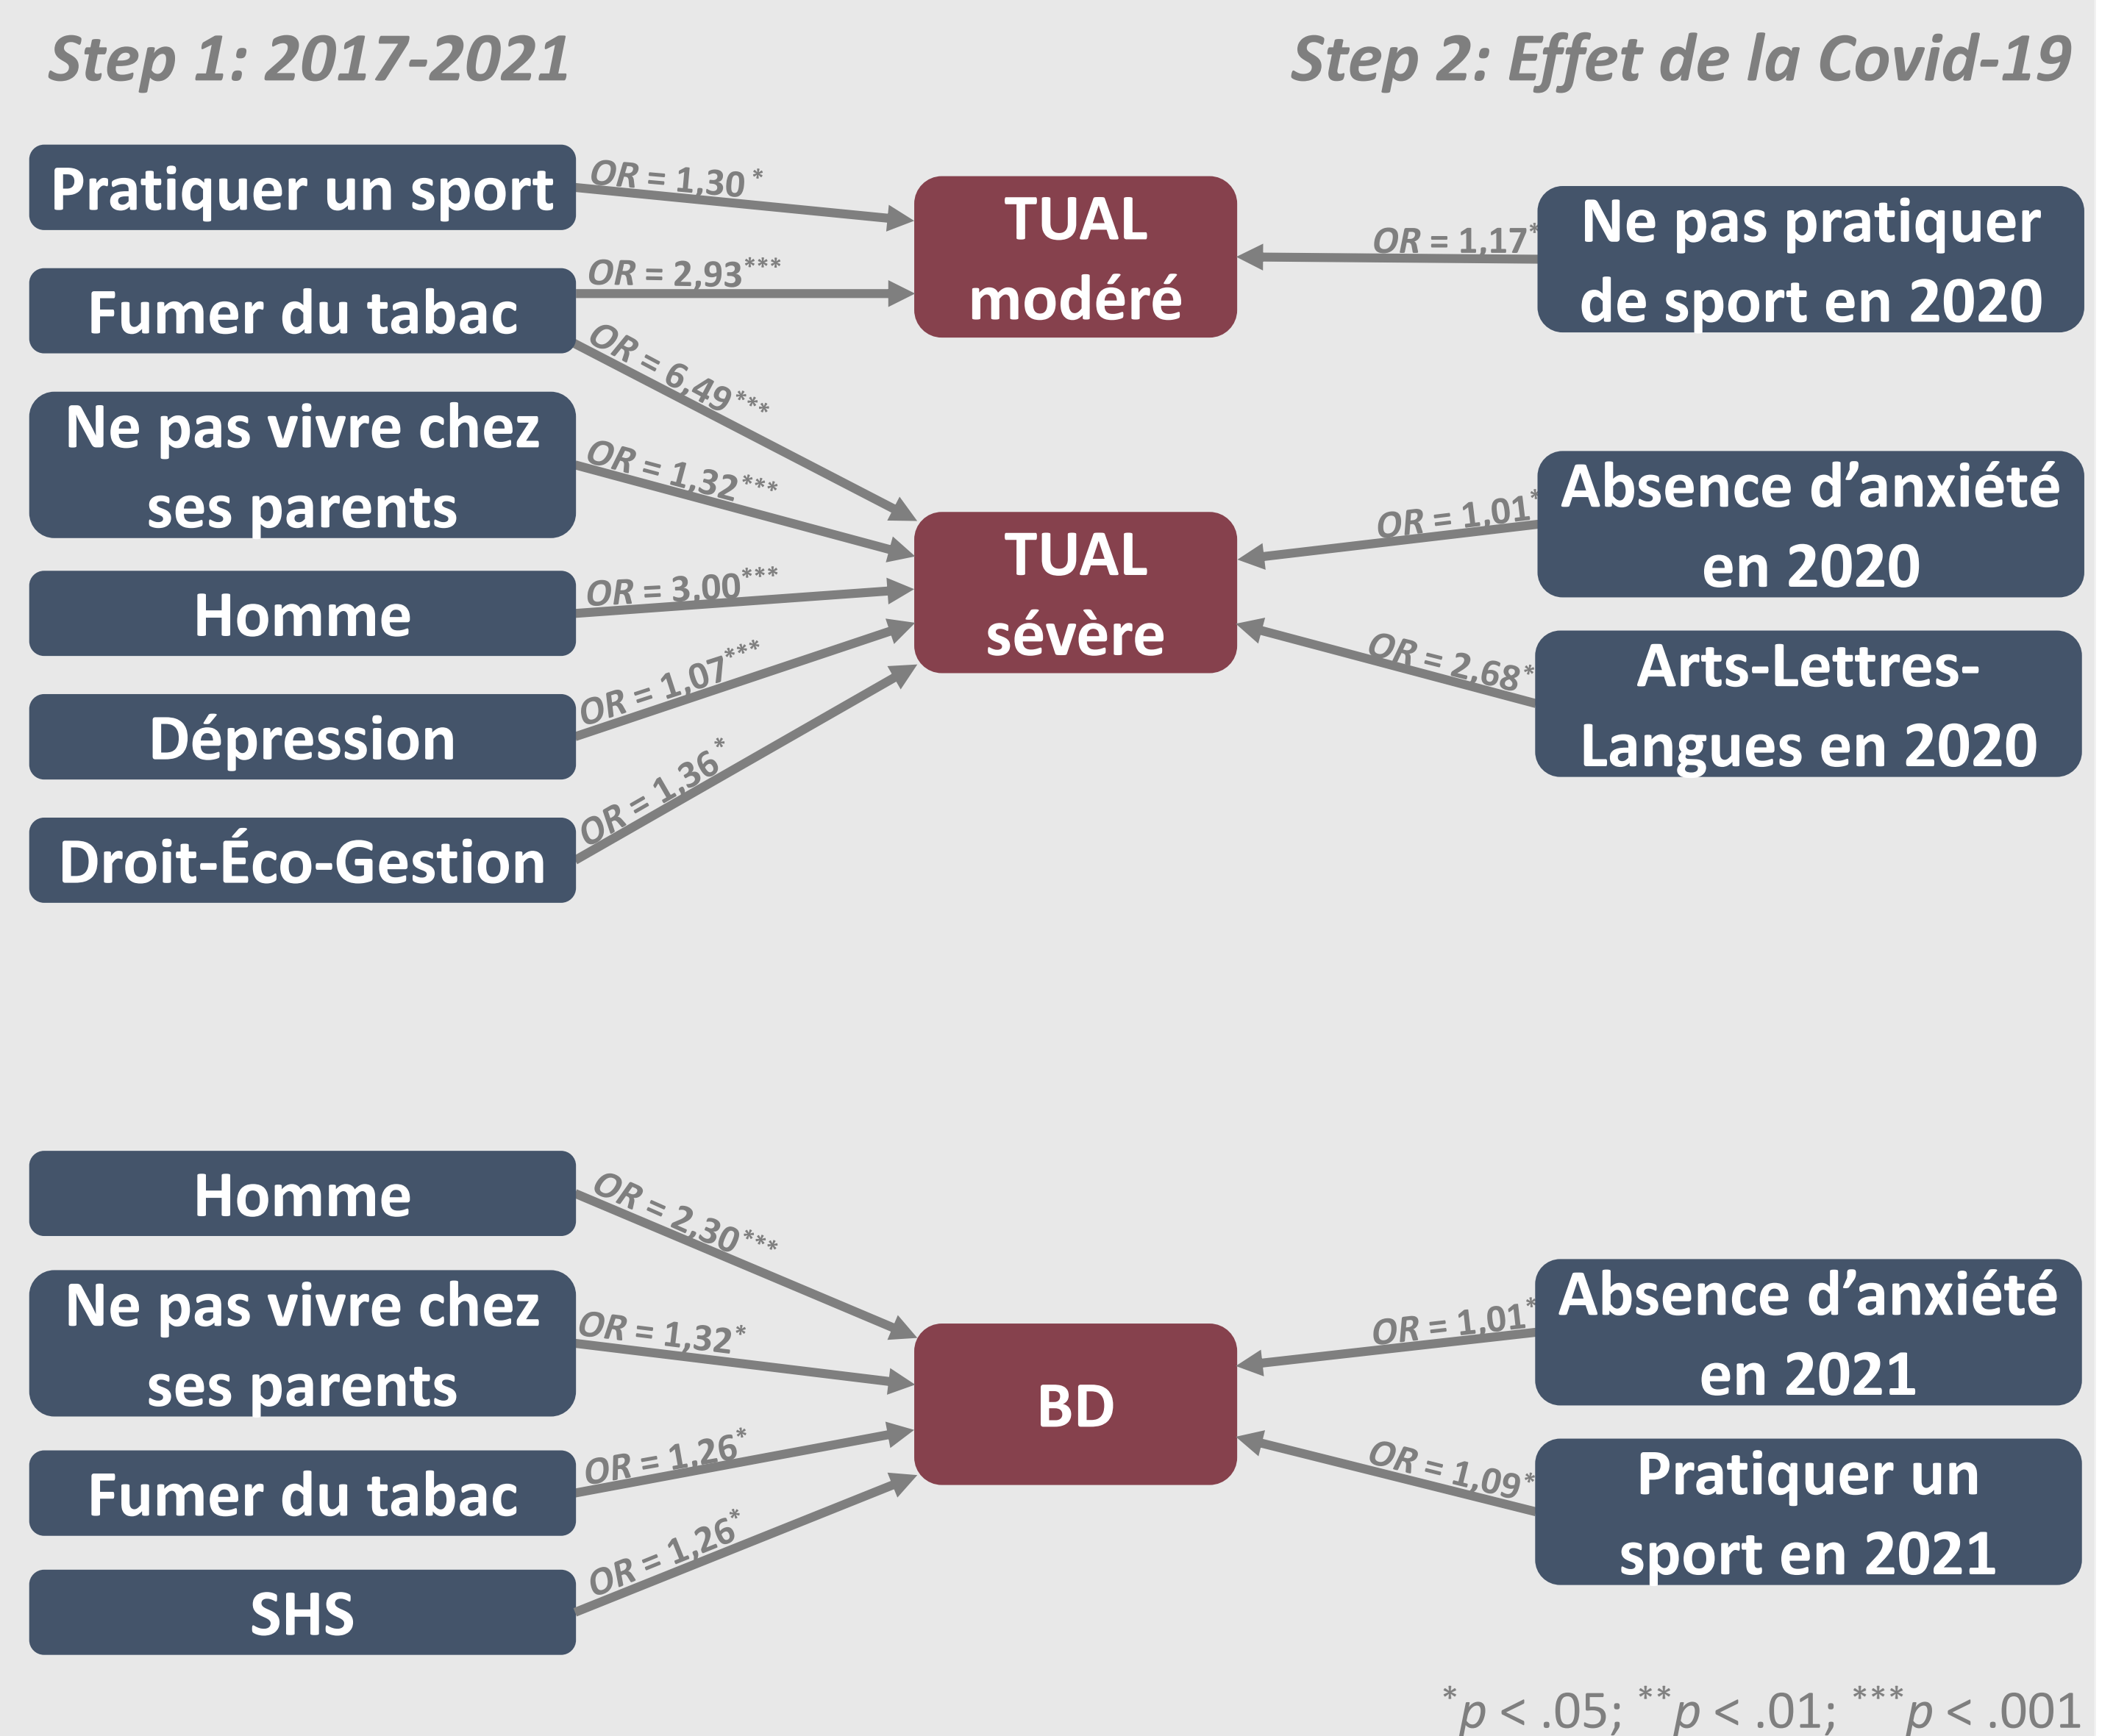 Step 1: 2017-2021
Step 2: Effet de la Covid-19
Pratiquer un sport
OR = 1,30 *
Fumer du tabac
OR = 2,93***
OR = 6,49***
Ne pas vivre chez
ses parents
OR = 1,32***
Homme
OR = 3.00***
Dépression
OR = 1,07***
Droit-Éco-Gestion
OR = 1,36*
TUAL
modéré
TUAL
sévère
OR = 1,17*
Ne pas pratiquer
de sport en 2020
OR = 1,01*
Absence d’anxiété
en 2020
OR = 2,68*
Arts-Lettres-
Langues en 2020
Homme
OR = 2,30***
Ne pas vivre chez
ses parents
OR = 1,32*
Fumer du tabac
OR = 1,26*
SHS
OR = 1,26*
BD
OR = 1,01*
Absence d’anxiété
en 2021
OR = 1,09*
Pratiquer un
sport en 2021
*p < .05; **p < .01; ***p < .001